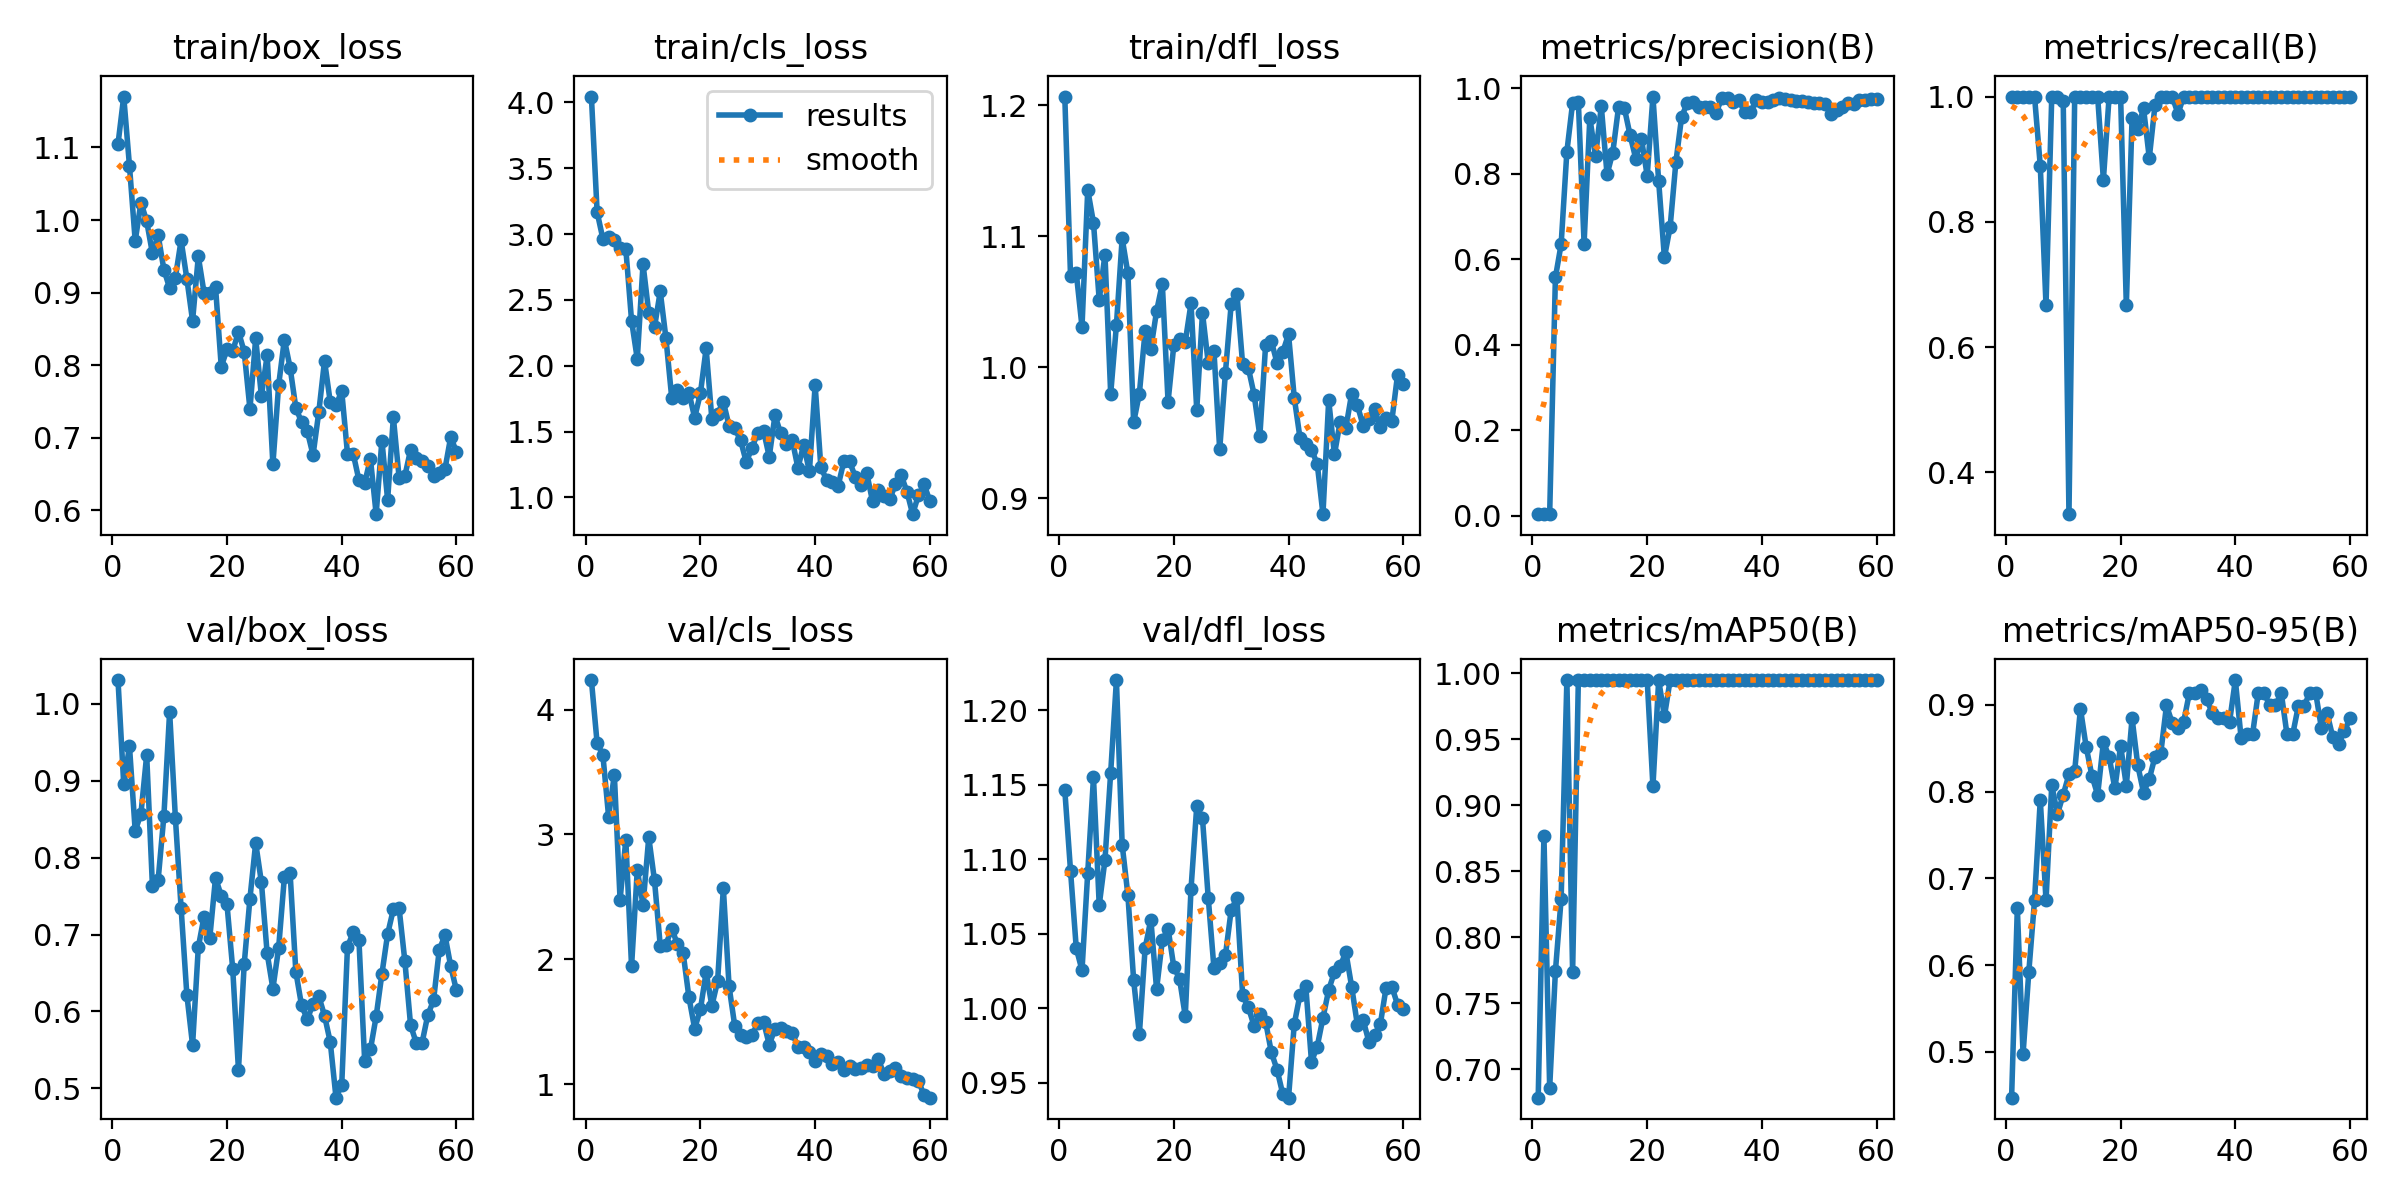 train/box_loss
1.1
1.0
0.9
0.8
0.7
0.6
0 20 40 60
train/cls_loss
results
smooth
4.0
3.5
3.0
2.5
2.0
1.5
1.0
0 20 40 60
train/dfl_loss
1.2
1.1
1.0
0.9
0 20 40 60
metrics/precision(B)
1.0
0.8
0.6
0.4
0.2
0.0
0 20 40 60
metrics/recall(B)
1.0
0.8
0.6
0.4
0 20 40 60
val/box_loss
1.0
0.9
0.8
0.7
0.6
0.5
0 20 40 60
val/cls_loss
4
3
2
1
0 20 40 60
val/dfl_loss
1.20
1.15
1.10
1.05
1.00
0.95
0 20 40 60
metrics/mAP50(B)
1.00
0.95
0.90
0.85
0.80
0.75
0.70
0 20 40 60
metrics/mAP50-95(B)
0.9
0.8
0.7
0.6
0.5
0 20 40 60